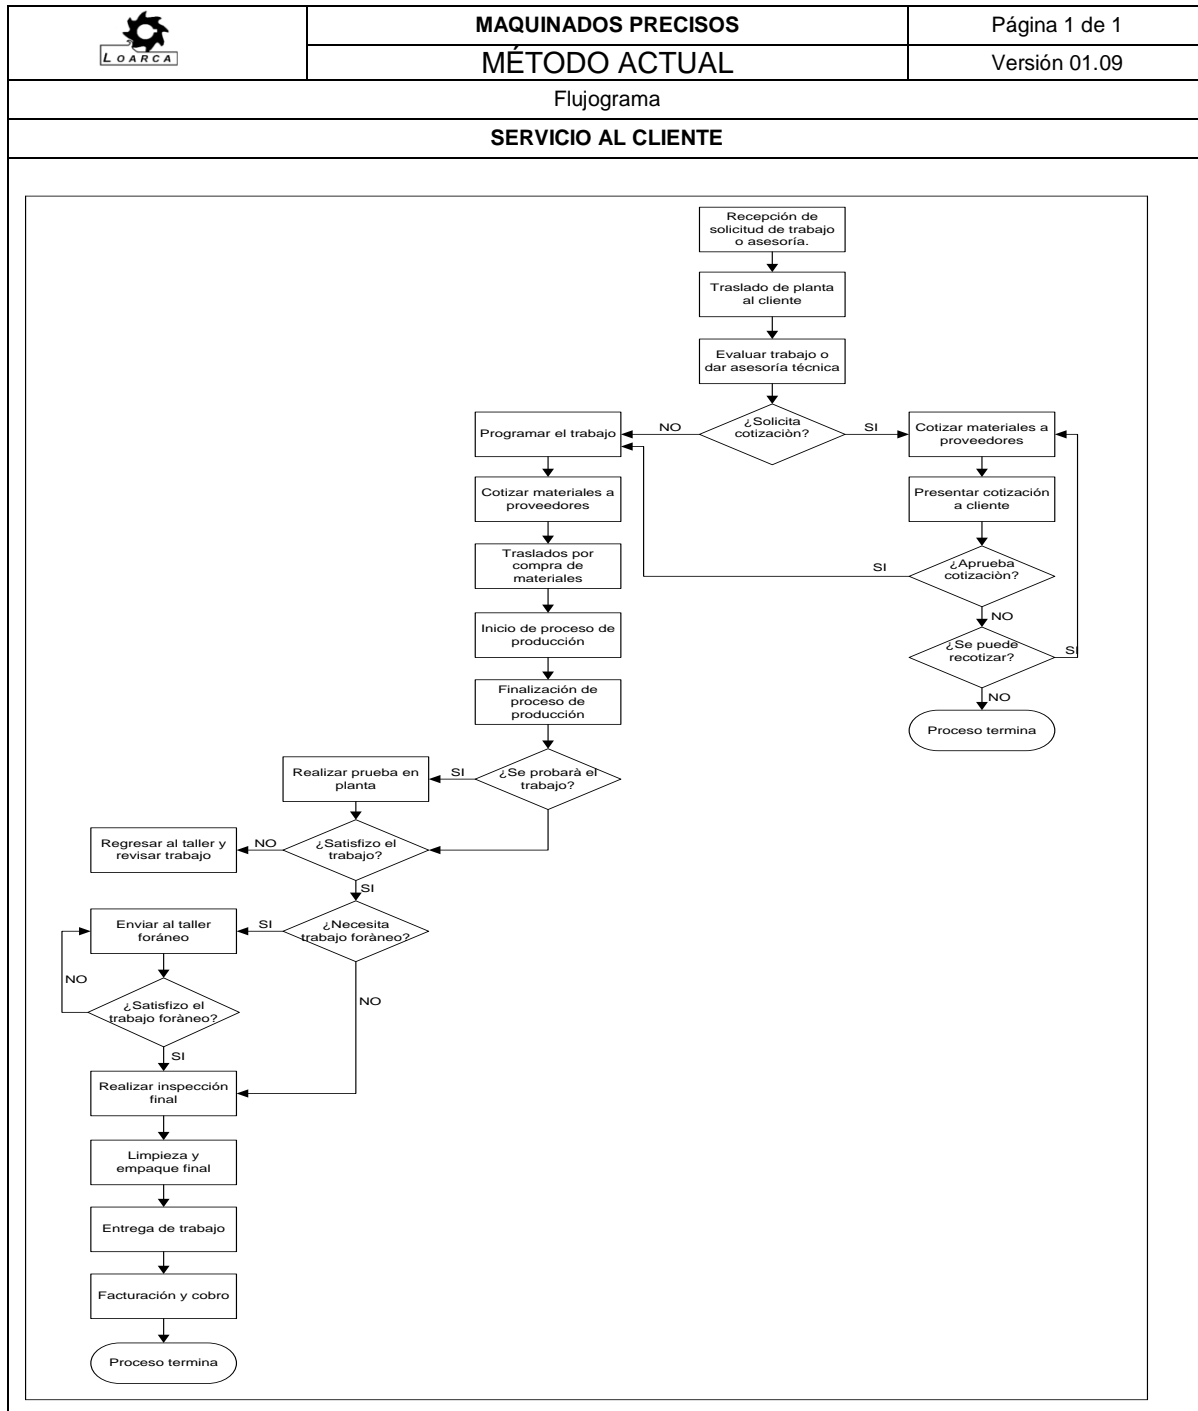 LOARCA
MAQUINADOS PRECISOS
Página 1 de 1
MÉTODO ACTUAL
Versión 01.09
Flujograma
SERVICIO AL CLIENTE
Recepción de
solicitud de trabajo
o asesoría.
Traslado de planta
al cliente
Evaluar trabajo o
dar asesoría técnica
¿Solicita
cotizaciòn?
NO
SI
Programar el trabajo
Cotizar materiales a
proveedores
Cotizar materiales a
proveedores
Presentar cotización
a cliente
Traslados por
compra de
materiales
SI
¿Aprueba
cotizaciòn?
NO
Inicio de proceso de
producción
¿Se puede
recotizar?
SI
NO
Finalización de
proceso de
producción
Proceso termina
¿Se probarà el
trabajo?
SI
Realizar prueba en
planta
¿Satisfizo el
trabajo?
NO
Regresar al taller y
revisar trabajo
SI
¿Necesita
trabajo foràneo?
SI
Enviar al taller
foráneo
NO
NO
¿Satisfizo el
trabajo foràneo?
SI
Realizar inspección
final
Limpieza y
empaque final
Entrega de trabajo
Facturación y cobro
Proceso termina